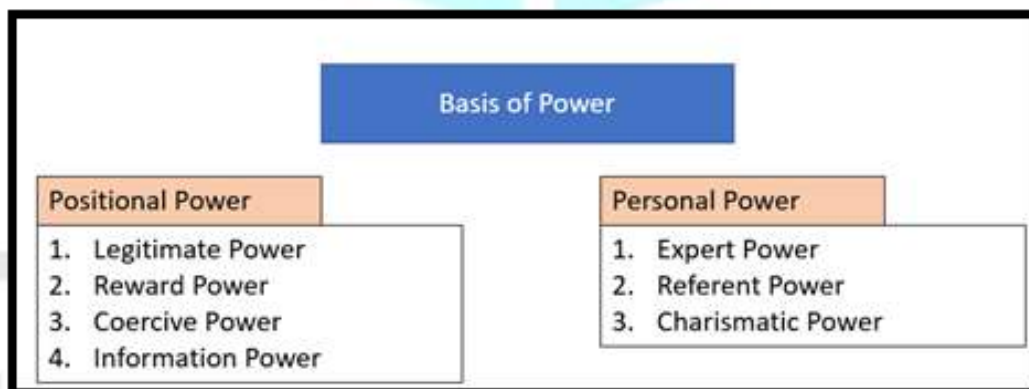 Basis of Power
Positional Power
1. Legitimate Power
2. Reward Power
3. Coercive Power
4. Information Power
Personal Power
1. Expert Power
2. Referent Power
3. Charismatic Power